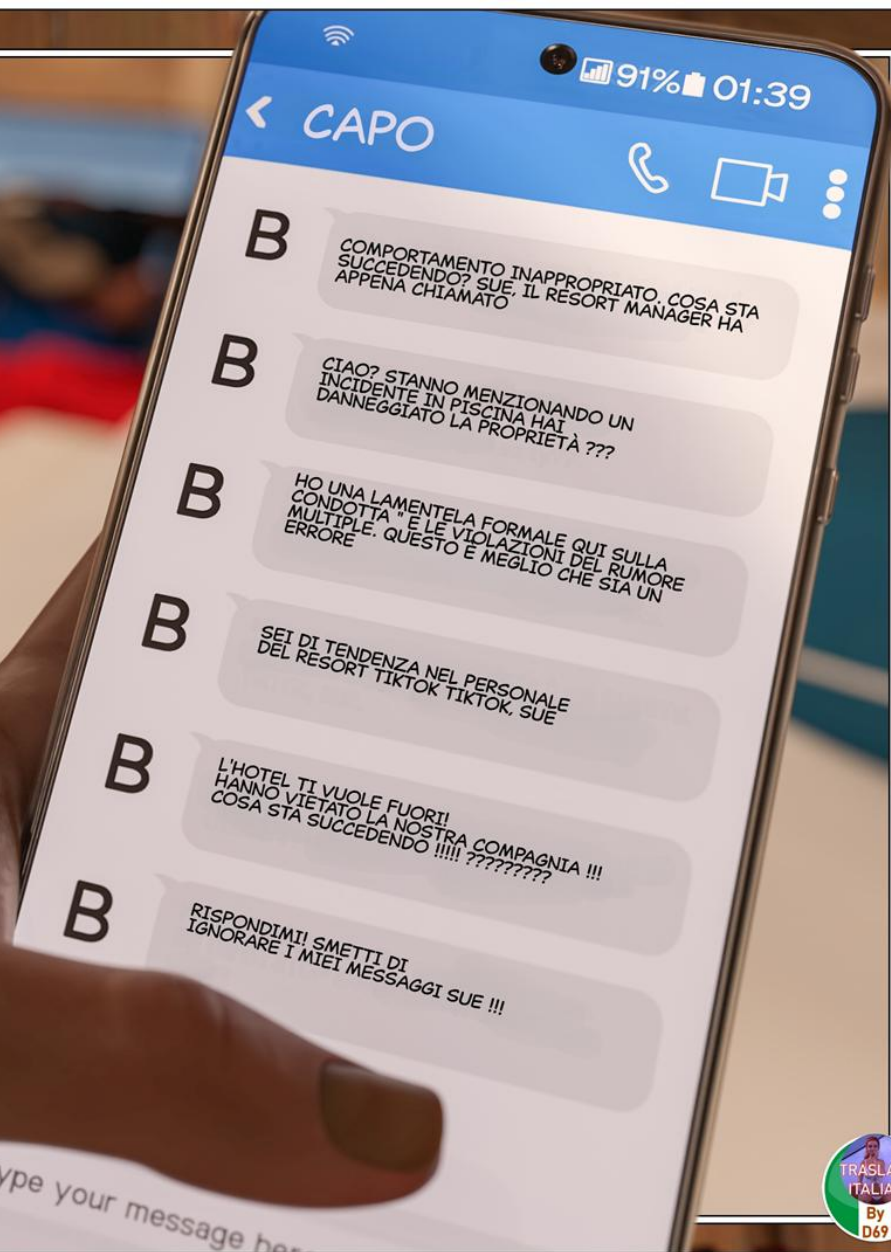 91% 01:39
CAPO
B
COMPORTAMENTO INAPPROPRIATO. COSA STA
SUCCEDENDO? SUE, IL RESORT MANAGER HA
APPENA CHIAMATO
B
CIAO? STANNO MENZIONANDO UN
INCIDENTE IN PISCINA HAI
DANNEGGIATO LA PROPRIETÀ ???
B
HO UNA LAMENTELA FORMALE QUI SULLA
CONDOTTA " E LE VIOLAZIONI DEL RUMORE
MULTIPLE. QUESTO È MEGLIO CHE SIA UN
ERRORE
B
SEI DI TENDENZA NEL PERSONALE
DEL RESORT TIKTOK TIKTOK, SUE
B
L'HOTEL TI VUOLE FUORI!
HANNO VIETATO LA NOSTRA COMPAGNIA !!!
COSA STA SUCCEDENDO !!!!! ?????????
B
RISPONDIMI! SMETTI DI
IGNORARE I MIEI MESSAGGI SUE !!!
your message
By
D69